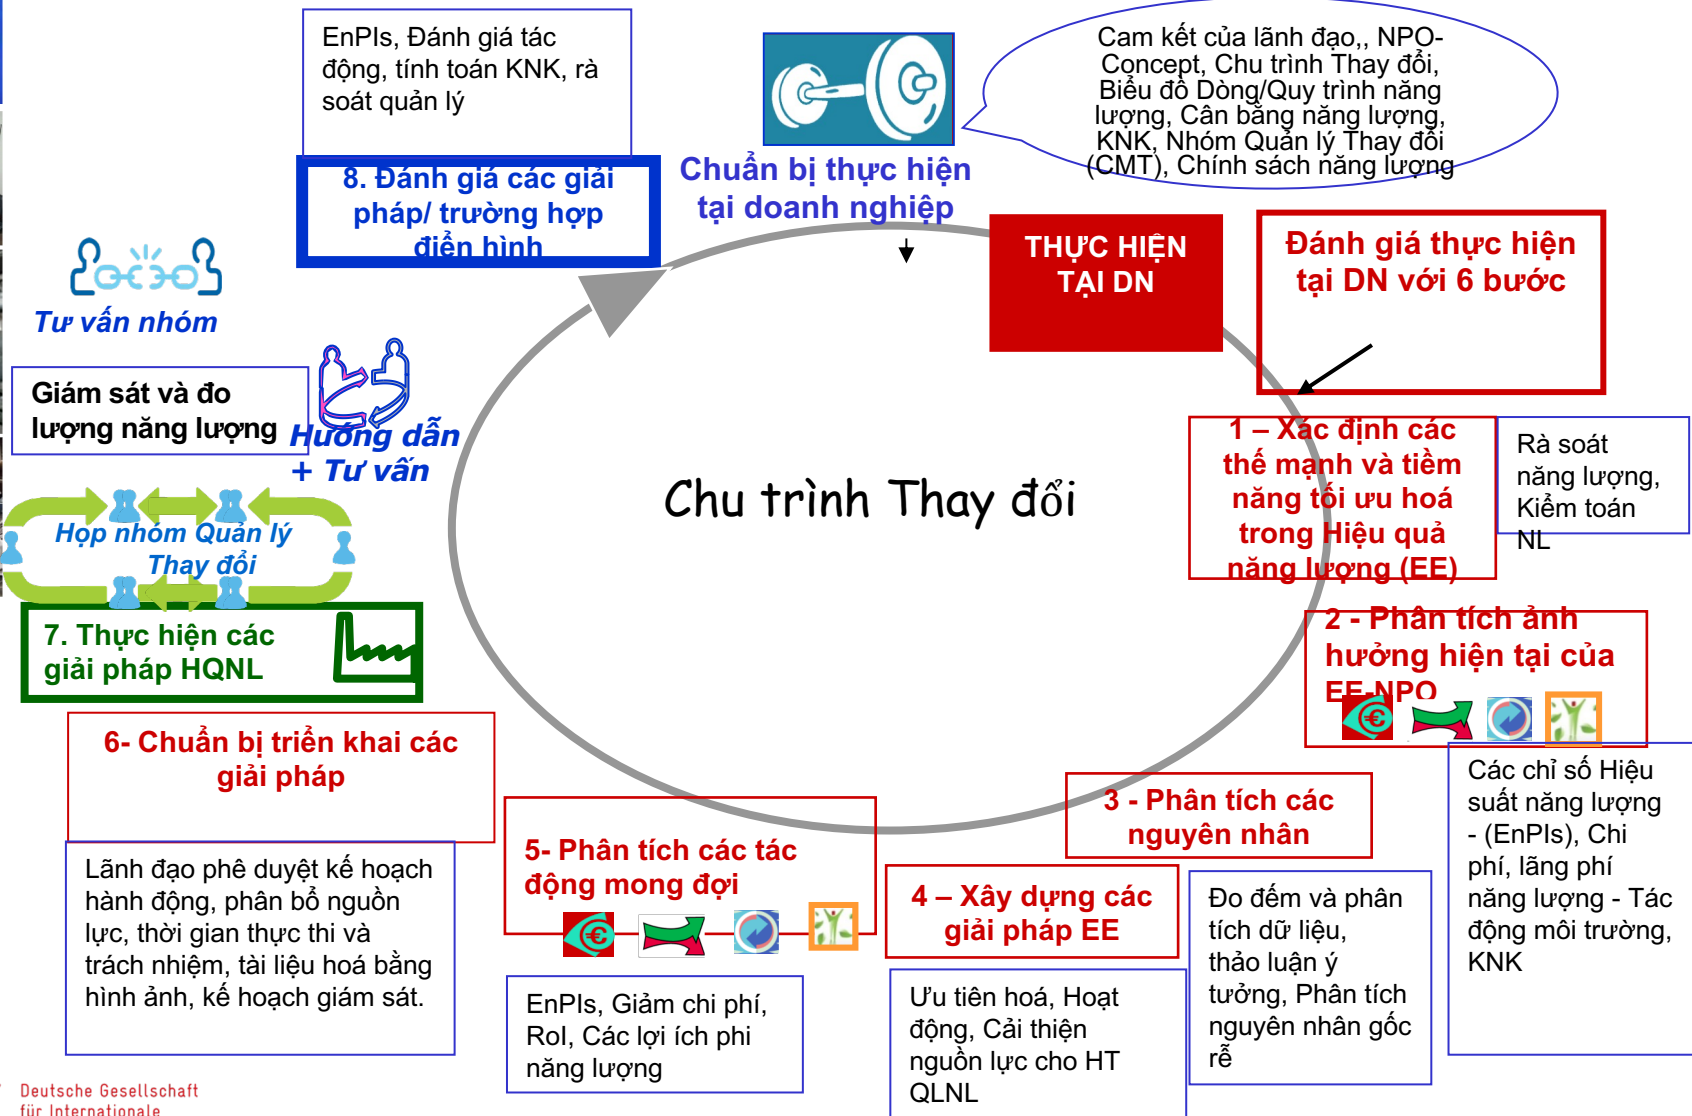 EnPIs, Đánh giá tác
động, tính toán KNK, rà
soát quản lý
8. Đánh giá các giải
pháp/ trường hợp
điển hình
Chuẩn bị thực hiện
tại doanh nghiệp
Cam kết của lãnh đạo,, NPO-
Concept, Chu trình Thay đổi,
Biểu đồ Dòng/Quy trình năng
lượng, Cân bằng năng lượng,
KNK, Nhóm Quản lý Thay đổi
(CMT), Chính sách năng lượng
THỰC HIỆN
TẠI DN
Đánh giá thực hiện
tại DN với 6 bước
Tư vấn nhóm
Giám sát và đo
lượng năng lượng
Hướng dẫn
+ Tư vấn
Chu trình Thay đổi
1 – Xác định các
thế mạnh và tiềm
năng tối ưu hoá
trong Hiệu quả
năng lượng (EE)
Rà soát
năng lượng,
Kiểm toán
NL
Họp nhóm Quản lý
Thay đổi
7. Thực hiện các
giải pháp HQNL
2 - Phân tích ảnh
hưởng hiện tại của
EE-NPO
6- Chuẩn bị triển khai các
giải pháp
Các chỉ số Hiệu
suất năng lượng
- (EnPIs), Chi
phí, lãng phí
năng lượng - Tác
động môi trường,
KNK
3 - Phân tích các
nguyên nhân
5- Phân tích các tác
động mong đợi
4 – Xây dựng các
giải pháp EE
Lãnh đạo phê duyệt kế hoạch
hành động, phân bổ nguồn
lực, thời gian thực thi và
trách nhiệm, tài liệu hoá bằng
hình ảnh, kế hoạch giám sát.
Đo đếm và phân
tích dữ liệu,
thảo luận ý
tưởng, Phân tích
nguyên nhân gốc
rễ
EnPIs, Giảm chi phí,
RoI, Các lợi ích phi
năng lượng
Ưu tiên hoá, Hoạt
động, Cải thiện
nguồn lực cho HT
QLNL
Deutsche Gesellschaft
für Internationale